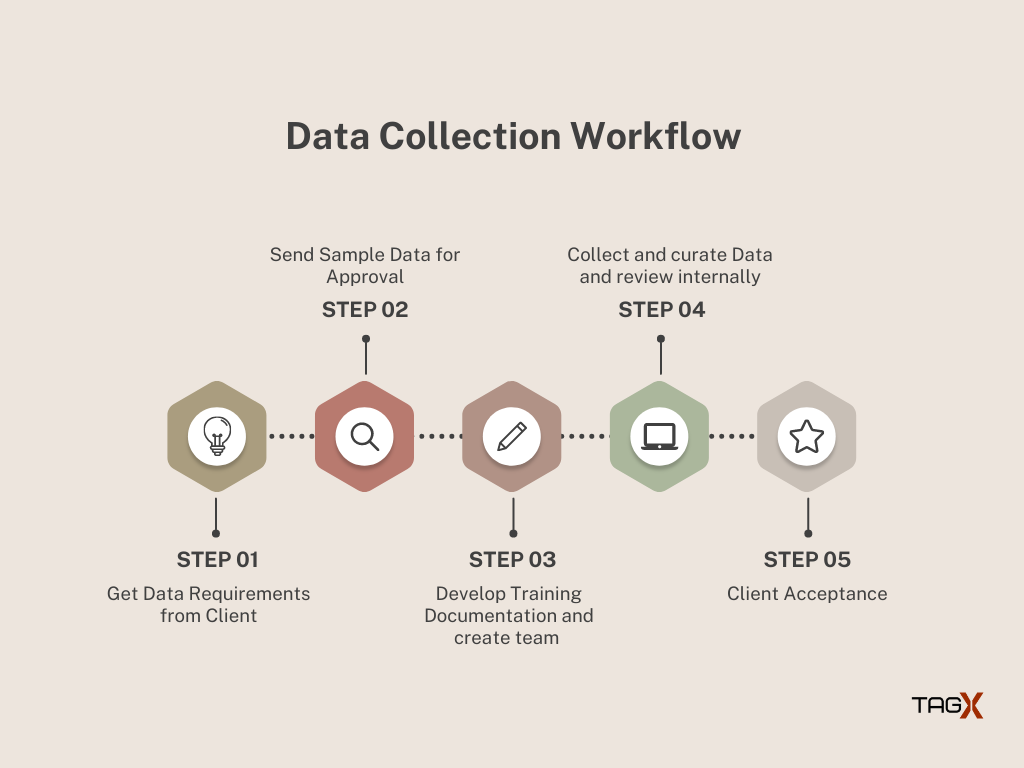 Data Collection Workflow
Send Sample Data for
Approval
STEP 02
Collect and curate Data
and review internally
STEP 04
STEP 01
Get Data Requirements
from Client
STEP 03
Develop Training
Documentation and
create team
STEP 05
Client Acceptance
TAGX